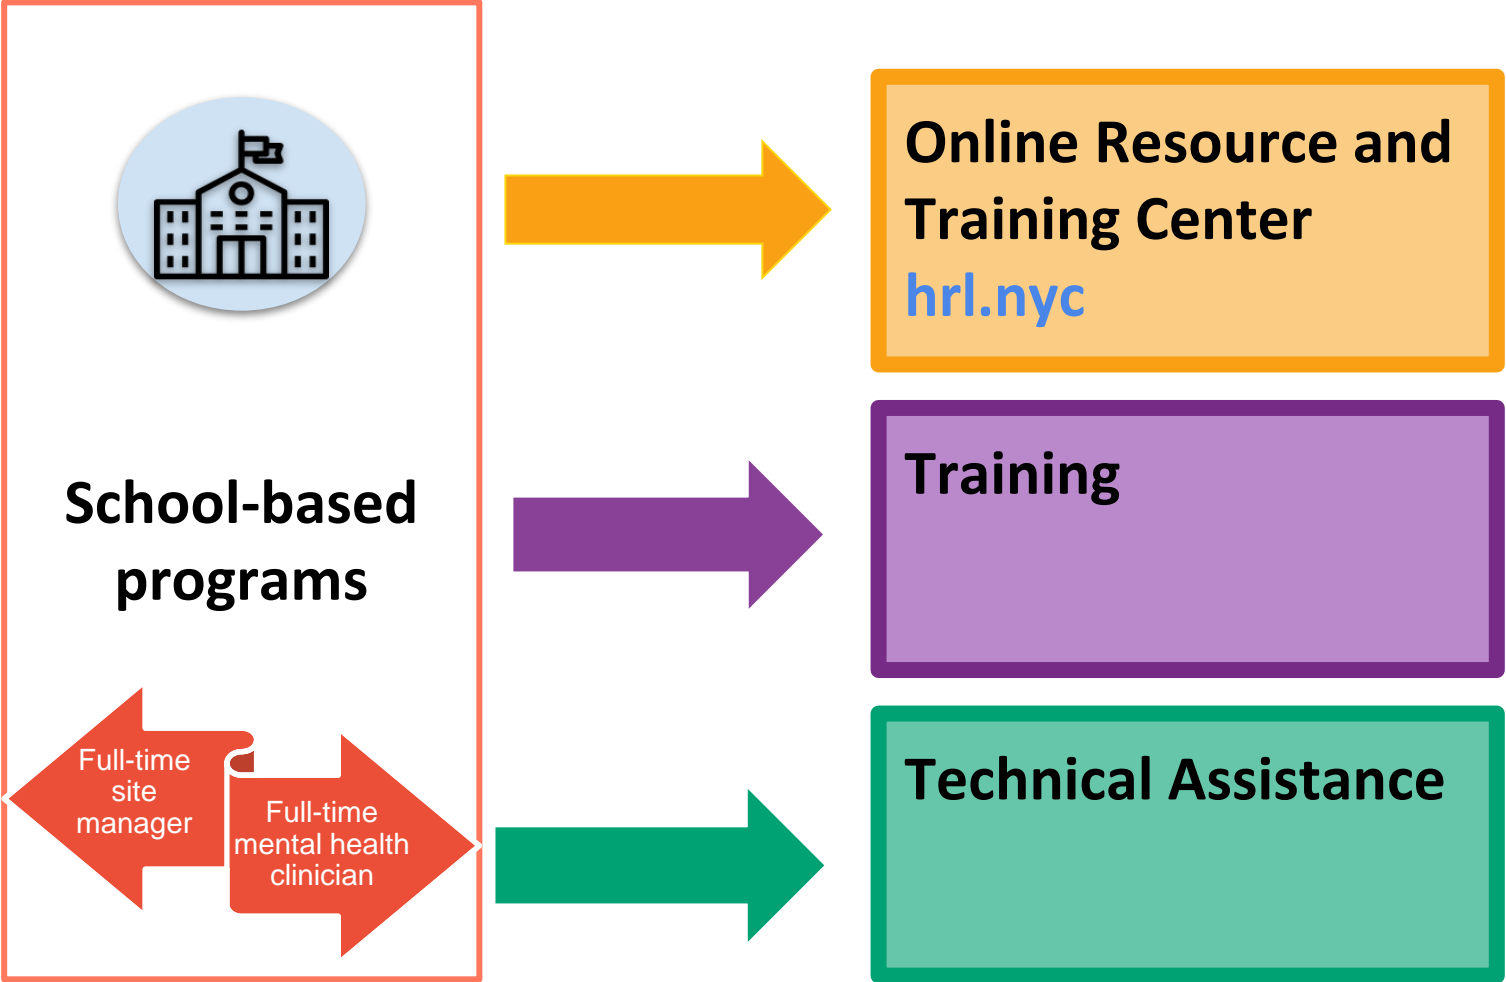 School-based
programs
Full-time
site
manager
Full-time
mental health
clinician
Online Resource and
Training Center
hrl.nyc
Training
Technical Assistance